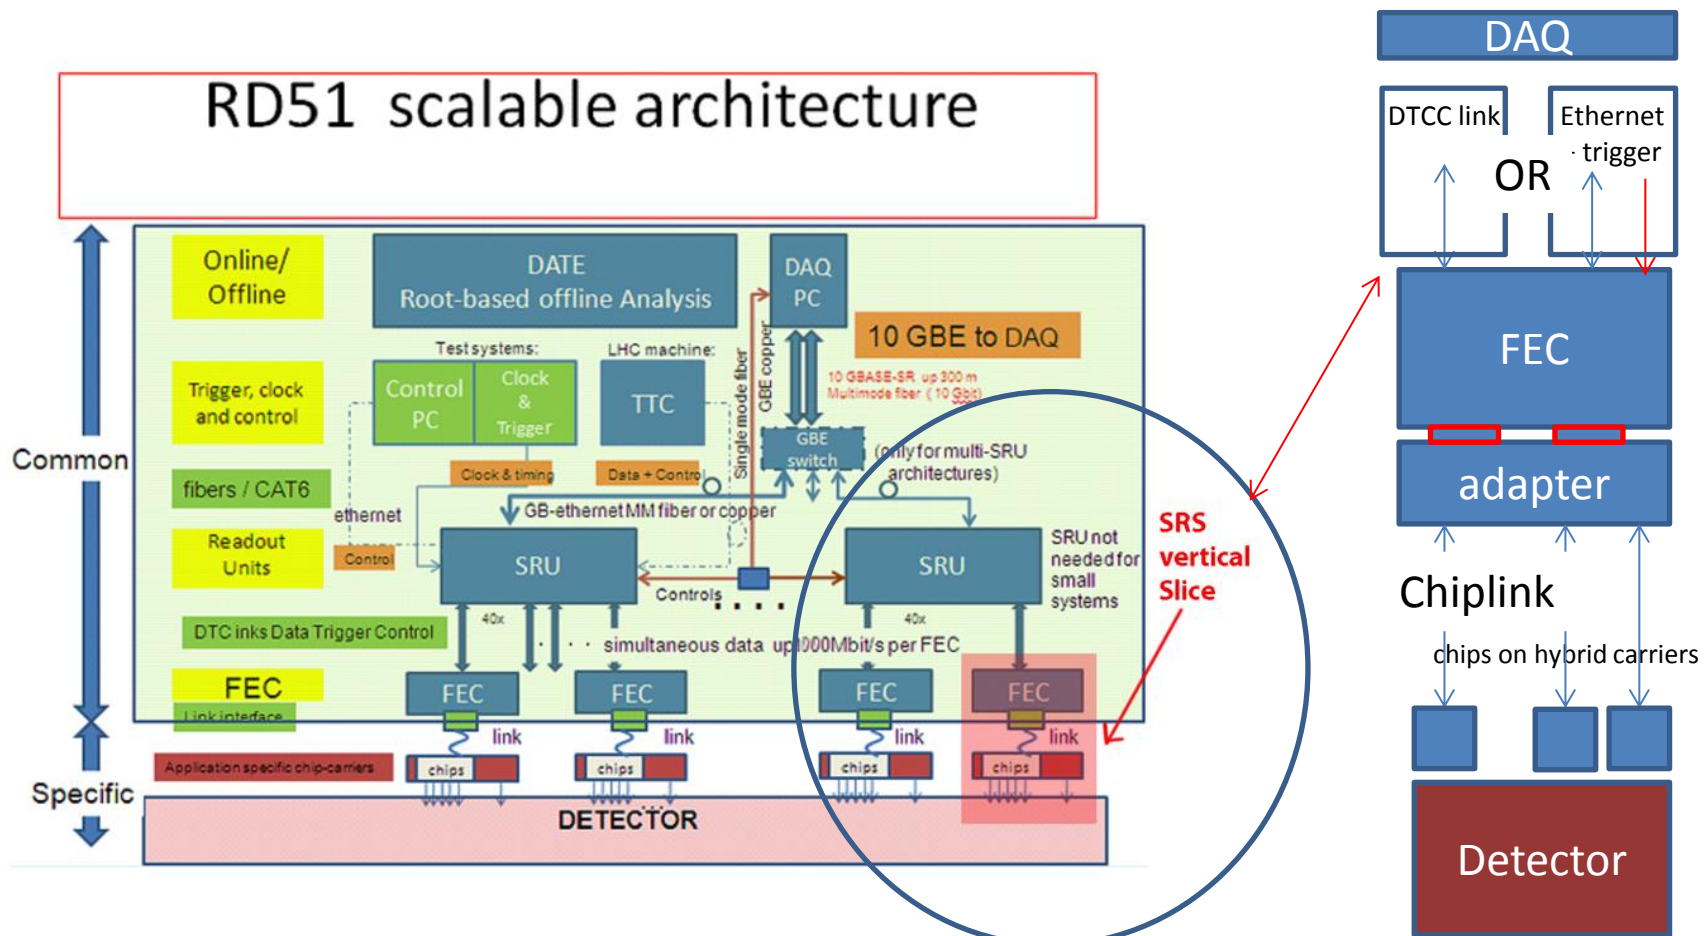 RD51 scalable architecture
Common
Specific
Online/
Offline
Trigger, clock
and control
fibers / CAT6
Readout
Units
DTC inks Data Trigger Control
FEC
Link interface
Application specific chip-carriers
DATE
Root-based offline Analysis
DAQ
PC
10 GBE to DAQ
Test systems:
LHC machine:
Control
PC
Clock
&
Trigger
TTC
Single mode fiber
GBE copper
10 GBASE-SR up 300 m
Multimode fiber ( 10 Gbit)
GBE
switch
(only for multi-SRU
architectures)
Clock & timing
Data + Control
ethernet
GB-ethernet MM fiber or copper
Control
SRU
SRU
SRU not
needed for
small
systems
Controls
40x
40x
simultaneous data up1000Mbit/s per FEC
FEC
FEC
FEC
FEC
link
link
link
link
chips
chips
chips
chips
DETECTOR
SRS
vertical
Slice
DAQ
DTCC link
OR
Ethernet
· trigger
FEC
adapter
Chiplink
chips on hybrid carriers
Detector